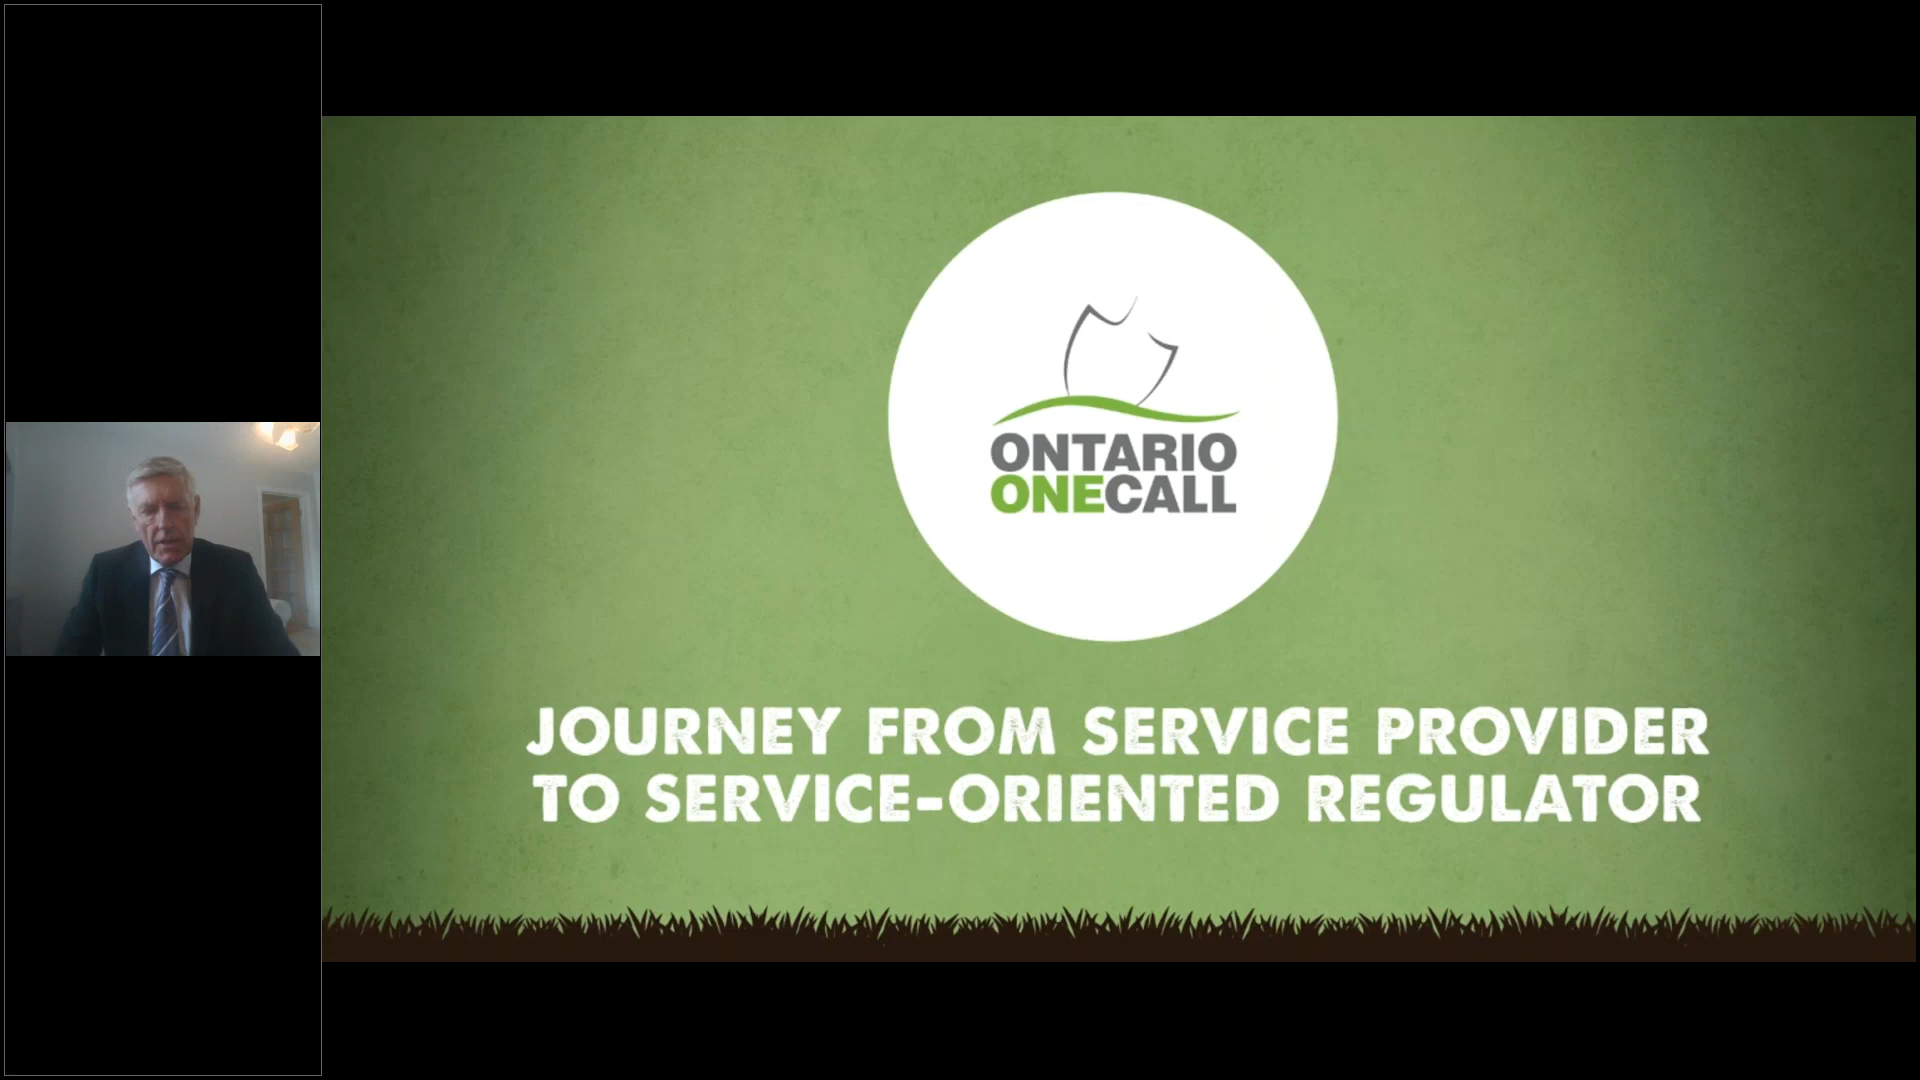 ONTARIO
ONECALL
JOURNEY FROM SERVICE PROVIDER
TO SERVICE-ORIENTED REGULATOR